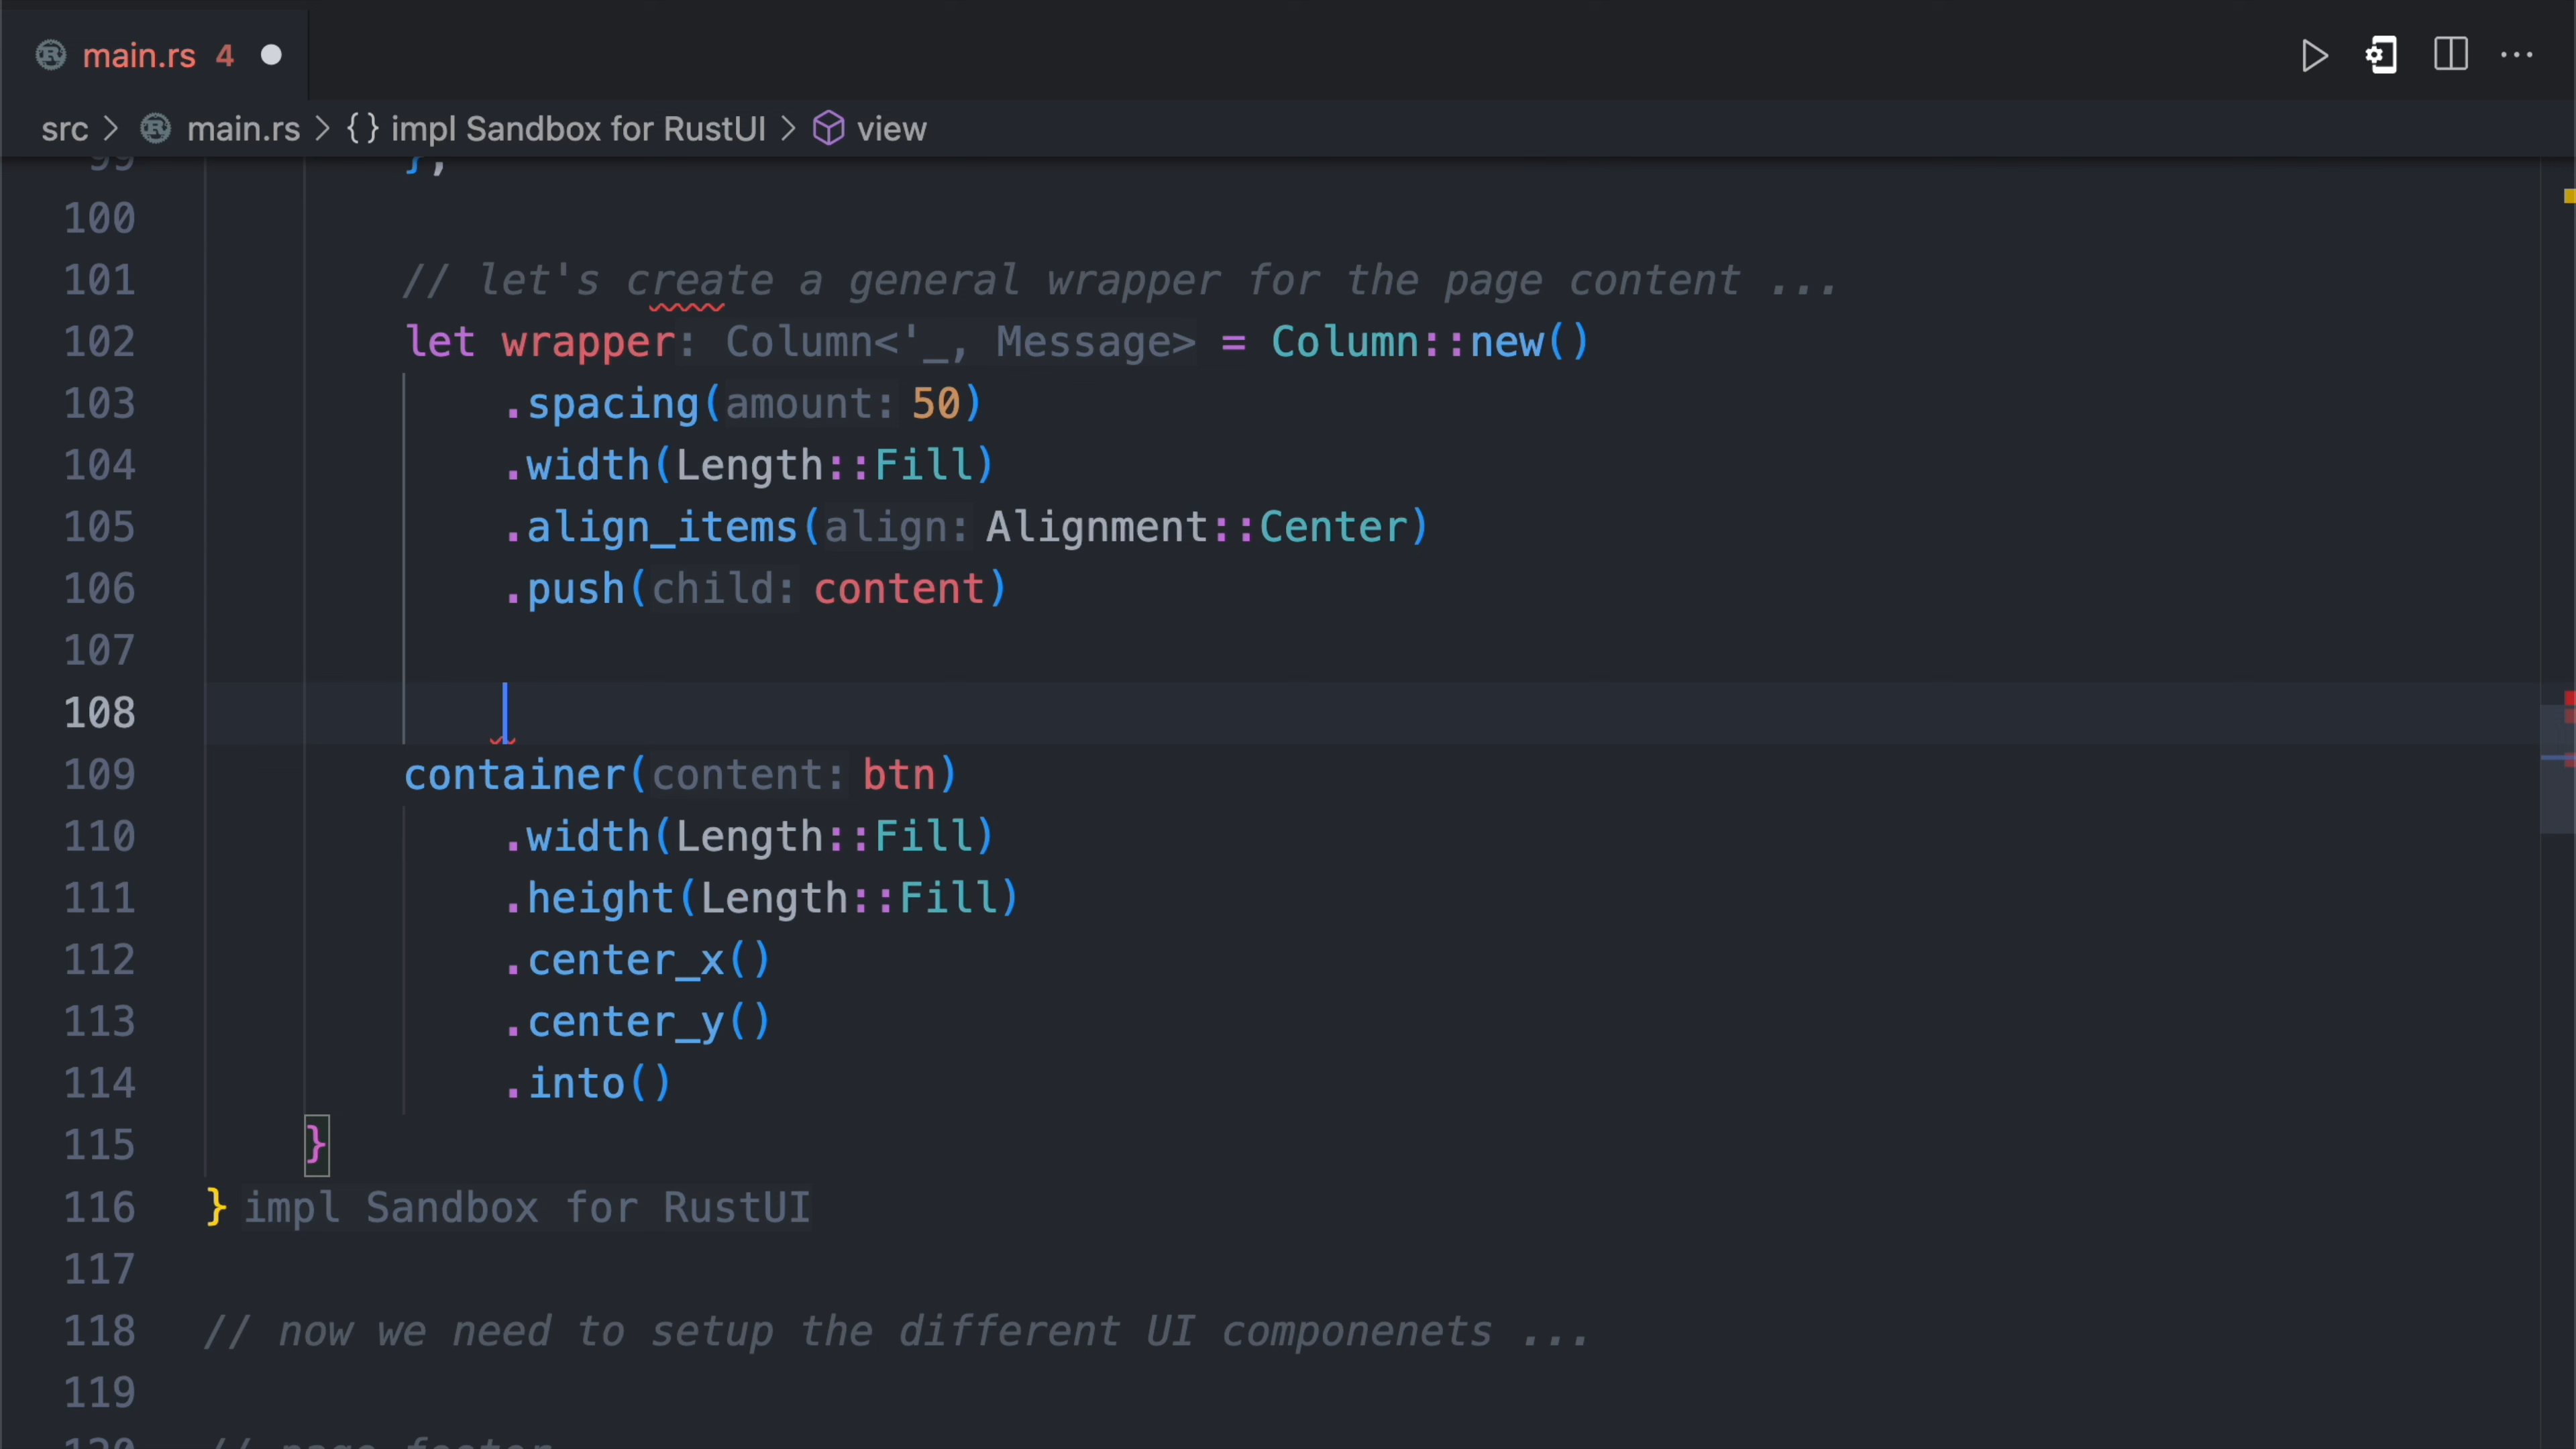 main.rs 4
src > main.rs > {} impl Sandbox for RustUI > view
99 };
100
101 // let's create a general wrapper for the page content ...
102 let wrapper: Column<'_, Message> = Column::new()
103 .spacing(amount: 50)
104 .width(Length::Fill)
105 .align_items(align: Alignment::Center)
106 .push(child: content)
107
108
109 container(content: btn)
110 .width(Length::Fill)
111 .height(Length::Fill)
112 .center_x()
113 .center_y()
114 .into()
115 }
116 } impl Sandbox for RustUI
117
118 // now we need to setup the different UI componenets ...
119
120 // page footer